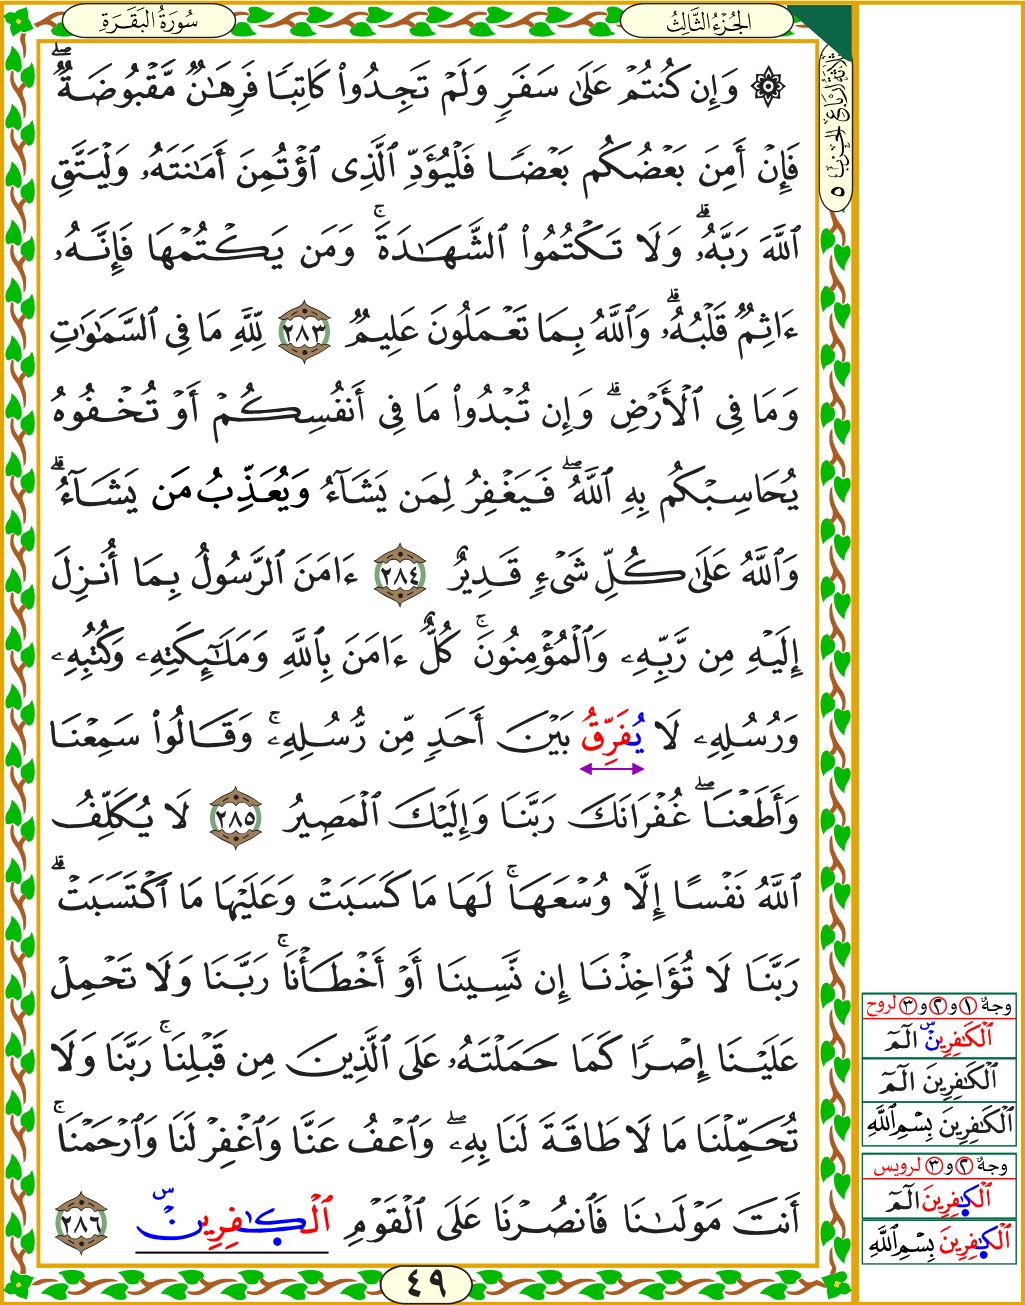 سُورَةُ البَقَرَةِ
الجُزْءُ الثَّالِثُ
ثلاثة أرباع الحزب ٥
۞ وَإِن كُنتُمْ عَلَىٰ سَفَرٍ وَلَمْ تَجِدُوا۟ كَاتِبًا فَرِهَـٰنٌ مَّقْبُوضَةٌ ۖ
فَإِنْ أَمِنَ بَعْضُكُم بَعْضًا فَلْيُؤَدِّ ٱلَّذِى ٱؤْتُمِنَ أَمَـٰنَتَهُۥ وَلْيَتَّقِ
ٱللَّهَ رَبَّهُۥ ۗ وَلَا تَكْتُمُوا۟ ٱلشَّهَـٰدَةَ ۚ وَمَن يَكْتُمْهَا فَإِنَّهُۥ
ءَاثِمٌ قَلْبُهُۥ ۗ وَٱللَّهُ بِمَا تَعْمَلُونَ عَلِيمٌ ٢٨٣ لِّلَّهِ مَا فِى ٱلسَّمَـٰوَٰتِ
وَمَا فِى ٱلْأَرْضِ ۗ وَإِن تُبْدُوا۟ مَا فِىٓ أَنفُسِكُمْ أَوْ تُخْفُوهُ
يُحَاسِبْكُم بِهِ ٱللَّهُ ۖ فَيَغْفِرُ لِمَن يَشَآءُ وَيُعَذِّبُ مَن يَشَآءُ ۗ
وَٱللَّهُ عَلَىٰ كُلِّ شَىْءٍ قَدِيرٌ ٢٨٤ ءَامَنَ ٱلرَّسُولُ بِمَآ أُنزِلَ
إِلَيْهِ مِن رَّبِّهِۦ وَٱلْمُؤْمِنُونَ ۚ كُلٌّ ءَامَنَ بِٱللَّهِ وَمَلَـٰٓئِكَتِهِۦ وَكُتُبِهِۦ
وَرُسُلِهِۦ لَا يُفَرِّقُ بَيْنَ أَحَدٍ مِّن رُّسُلِهِۦ ۚ وَقَالُوا۟ سَمِعْنَا
وَأَطَعْنَا ۖ غُفْرَانَكَ رَبَّنَا وَإِلَيْكَ ٱلْمَصِيرُ ٢٨٥ لَا يُكَلِّفُ
ٱللَّهُ نَفْسًا إِلَّا وُسْعَهَا ۚ لَهَا مَا كَسَبَتْ وَعَلَيْهَا مَا ٱكْتَسَبَتْ ۗ
رَبَّنَا لَا تُؤَاخِذْنَا إِن نَّسِينَا أَوْ أَخْطَأْنَا ۚ رَبَّنَا وَلَا تَحْمِلْ
عَلَيْنَا إِصْرًا كَمَا حَمَلْتَهُۥ عَلَى ٱلَّذِينَ مِن قَبْلِنَا ۚ رَبَّنَا وَلَا
تُحَمِّلْنَا مَا لَا طَاقَةَ لَنَا بِهِۦ ۖ وَٱعْفُ عَنَّا وَٱغْفِرْ لَنَا وَٱرْحَمْنَا ۚ
أَنتَ مَوْلَىٰنَا فَٱنصُرْنَا عَلَى ٱلْقَوْمِ ٱلْكَـٰفِرِينَ ۜ ٢٨٦
٤٩
وجهٌ ١ و ٢ و ٣ لروح
ٱلْكَـٰفِرِينَ ۜ الٓمٓ
ٱلْكَـٰفِرِينَ الٓمٓ
ٱلْكَـٰفِرِينَ بِسْمِ ٱللَّهِ
وجهٌ ٢ و ٣ لرويس
ٱلْكَـٰفِرِينَ الٓمٓ
ٱلْكَـٰفِرِينَ بِسْمِ ٱللَّهِ